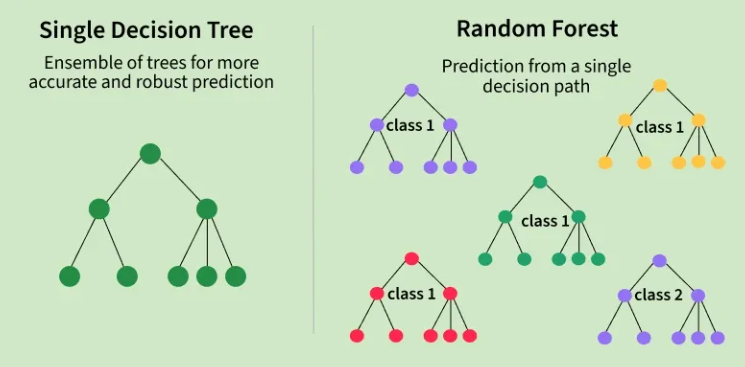 Single Decision Tree
Ensemble of trees for more
accurate and robust prediction
Random Forest
Prediction from a single
decision path
class 1
class 1
class 1
class 1
class 2